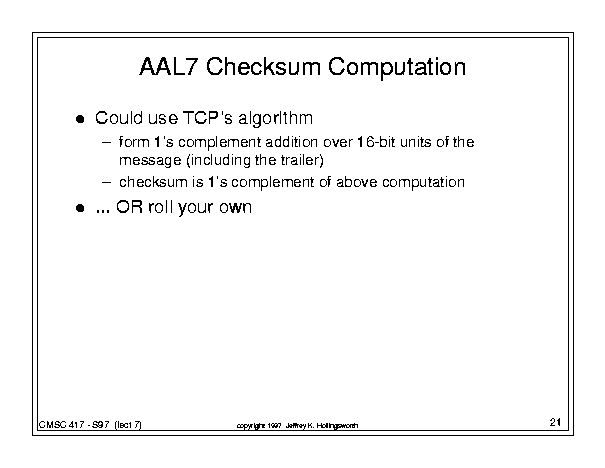 AAL7 Checksum Computation
● Could use TCP's algorithm
– form 1's complement addition over 16-bit units of the
message (including the trailer)
– checksum is 1's complement of above computation
● ... OR roll your own
CMSC 417 - S97 (lec17)
copyright 1997 Jeffrey K. Hollingsworth
21